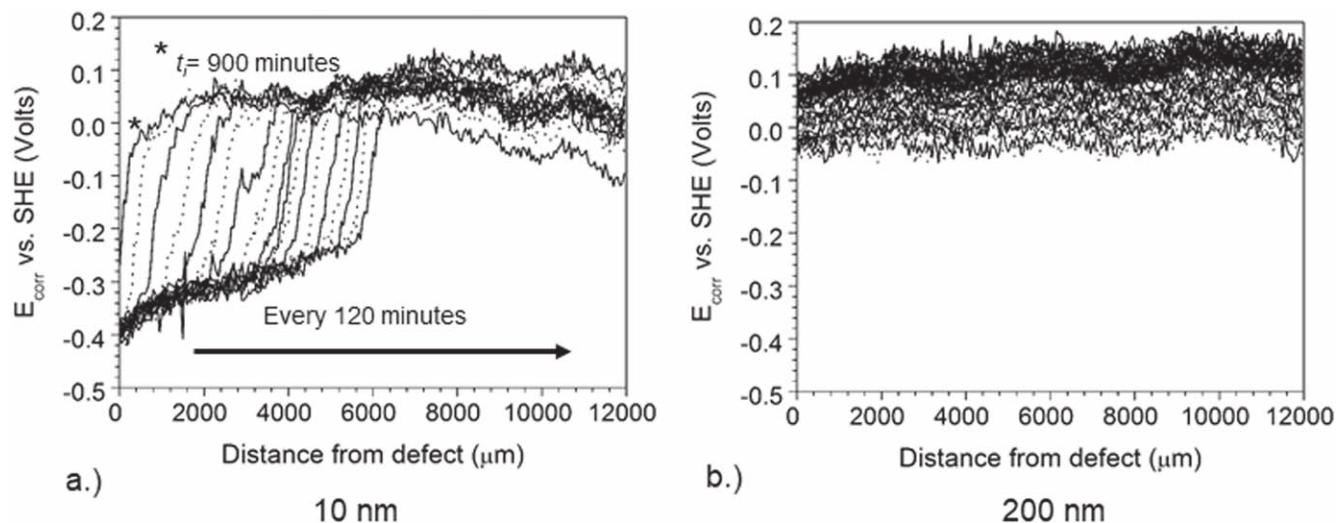 0.2
0.1
0.0
-0.1
-0.2
-0.3
-0.4
-0.5
E_corr vs. SHE (Volts)
* t_i= 900 minutes
*
Every 120 minutes
0 2000 4000 6000 8000 10000 12000
Distance from defect (μm)
a.)
10 nm
0.2
0.1
0.0
-0.1
-0.2
-0.3
-0.4
-0.5
E_corr vs. SHE (Volts)
0 2000 4000 6000 8000 10000 12000
Distance from defect (μm)
b.)
200 nm